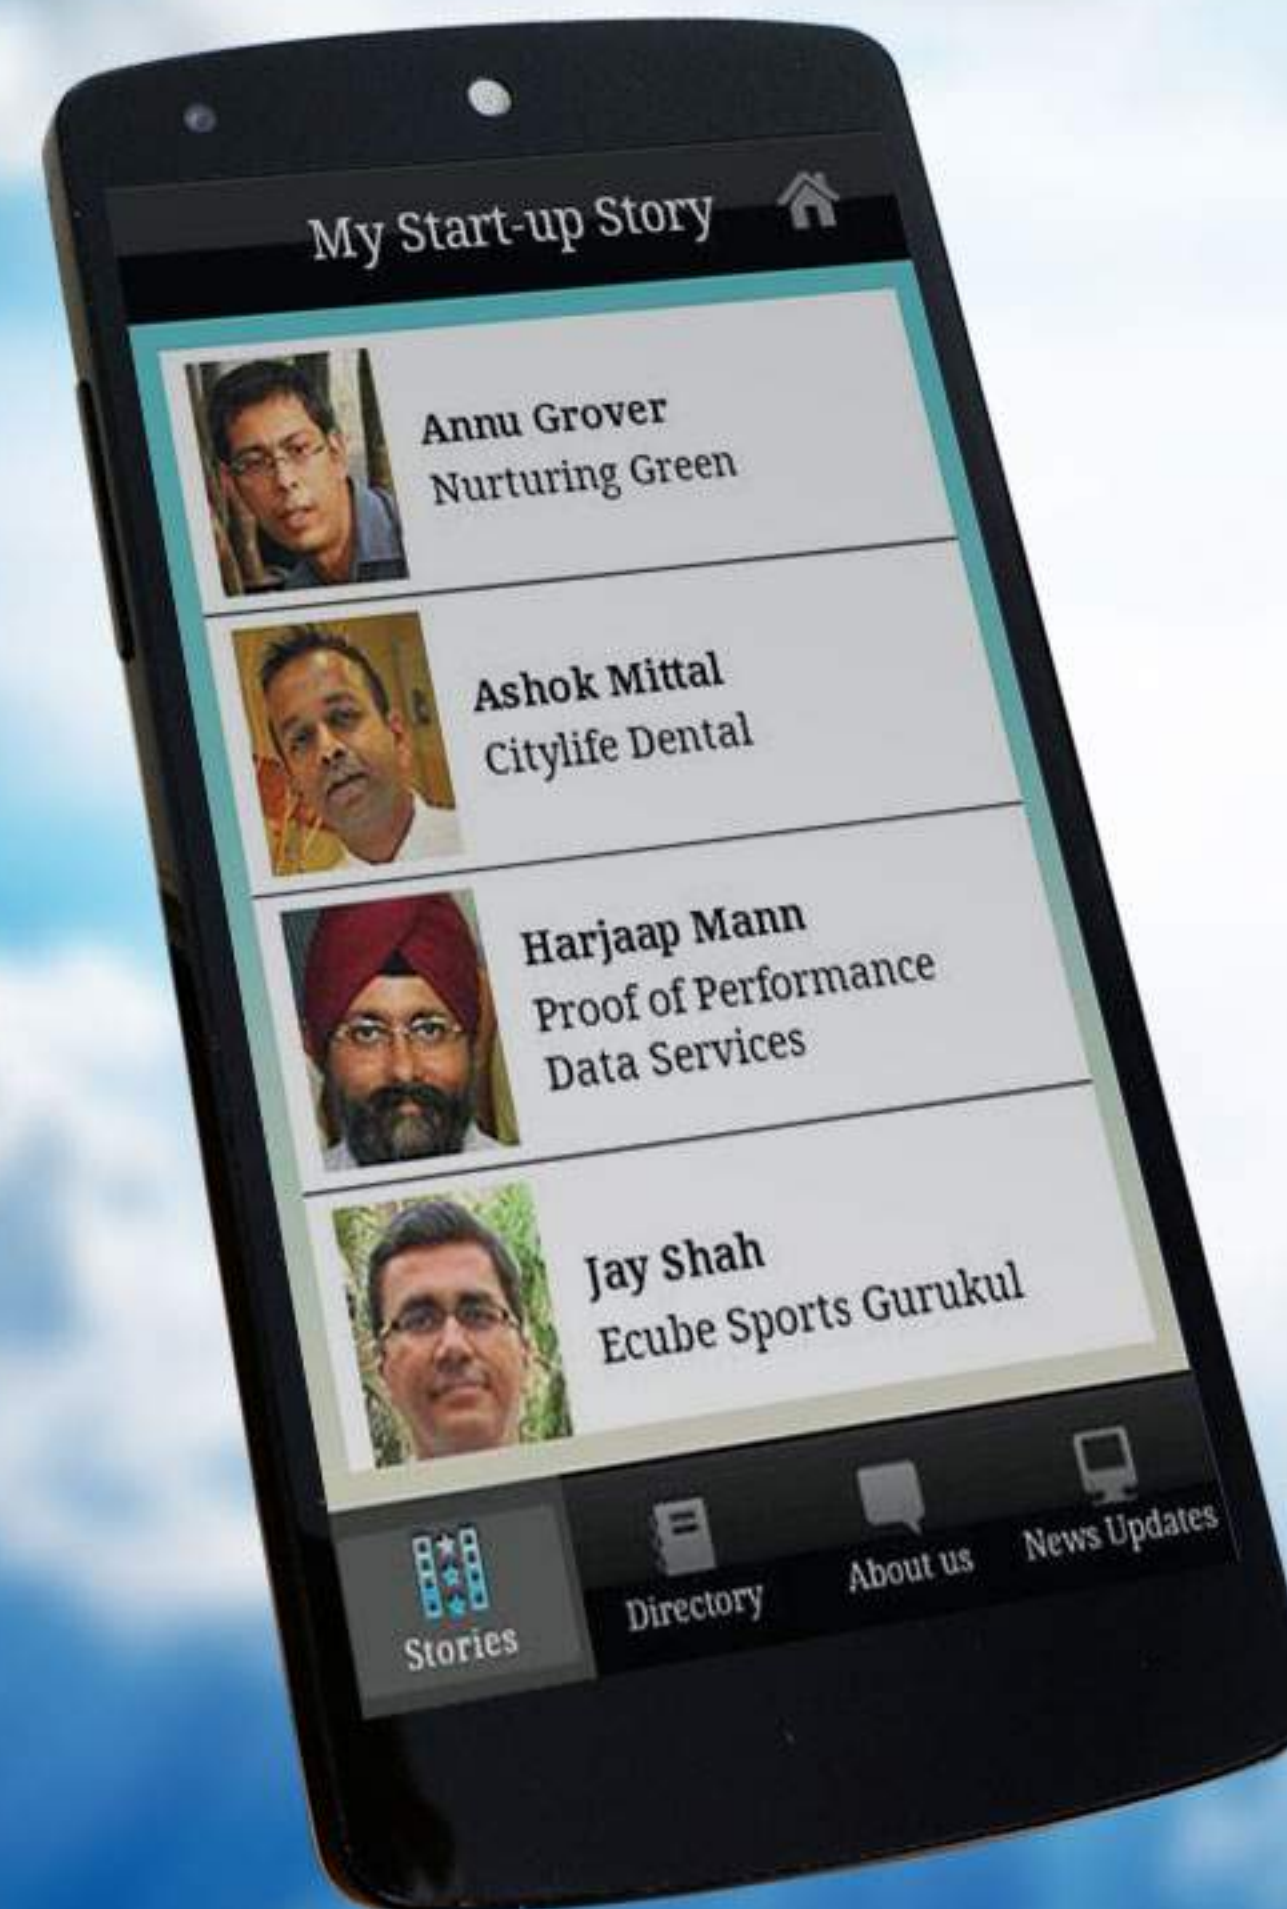 My Start-up Story
Annu Grover
Nurturing Green
Ashok Mittal
Citylife Dental
Harjaap Mann
Proof of Performance
Data Services
Jay Shah
Ecube Sports Gurukul
Stories
Directory
About us
News Updates